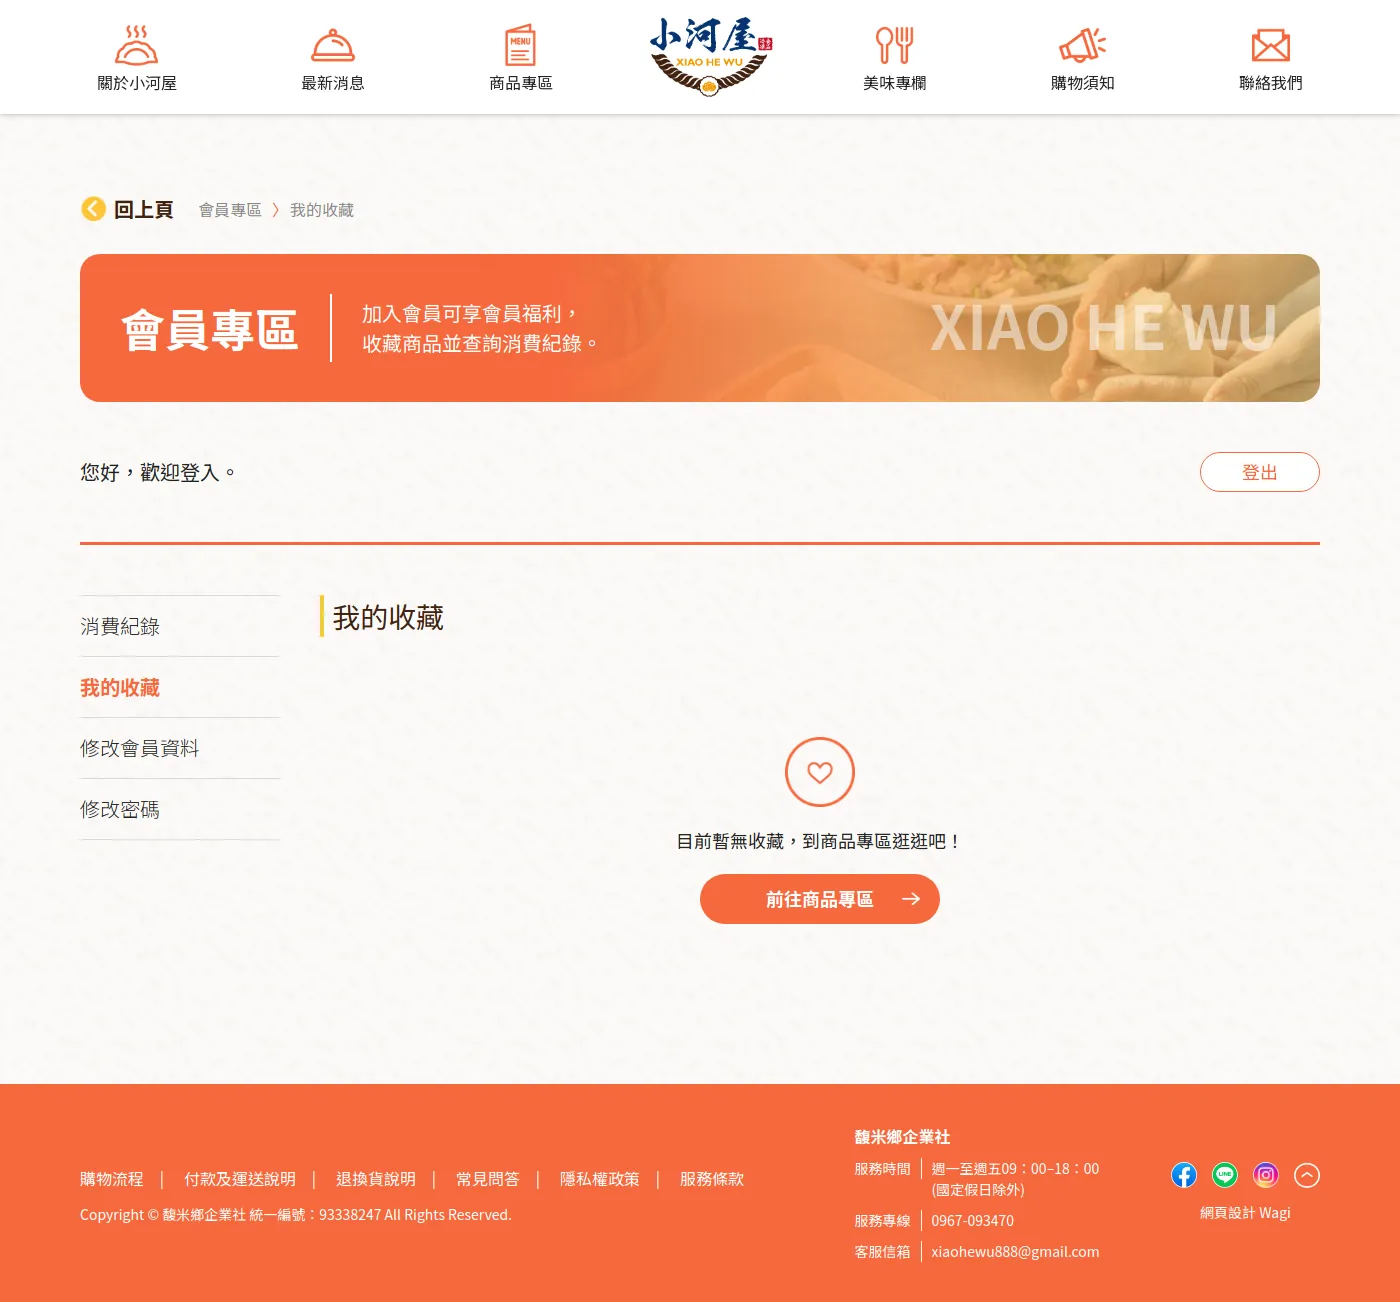 關於小河屋
最新消息
MENU
商品專區
小河屋
XIAO HE WU
美味專欄
購物須知
聯絡我們
回上頁 會員專區 〉 我的收藏
會員專區
加入會員可享會員福利，
收藏商品並查詢消費紀錄。
XIAO HE WU
您好，歡迎登入。
登出
消費紀錄
我的收藏
修改會員資料
修改密碼
我的收藏
目前暫無收藏，到商品專區逛逛吧！
前往商品專區
購物流程 | 付款及運送說明 | 退換貨說明 | 常見問答 | 隱私權政策 | 服務條款
Copyright © 馥米鄉企業社 統一編號：93338247 All Rights Reserved.
馥米鄉企業社
服務時間 週一至週五09：00–18：00
(國定假日除外)
服務專線 0967-093470
客服信箱 xiaohewu888@gmail.com
LINE
網頁設計 Wagi